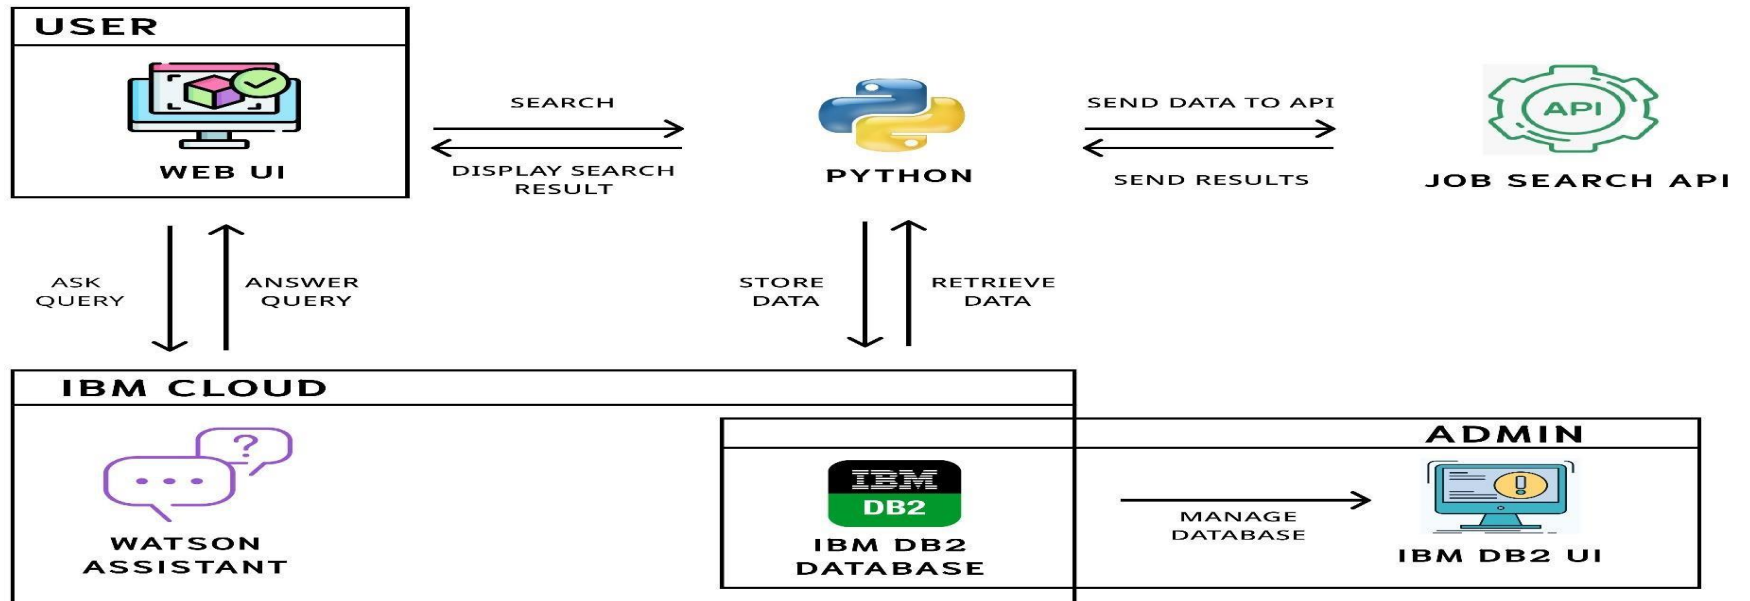 USER
WEB UI
SEARCH
DISPLAY SEARCH
RESULT
PYTHON
SEND DATA TO API
SEND RESULTS
API
JOB SEARCH API
ASK
QUERY
ANSWER
QUERY
STORE
DATA
RETRIEVE
DATA
IBM CLOUD
?
WATSON
ASSISTANT
IBM
DB2
IBM DB2
DATABASE
MANAGE
DATABASE
ADMIN
!
IBM DB2 UI